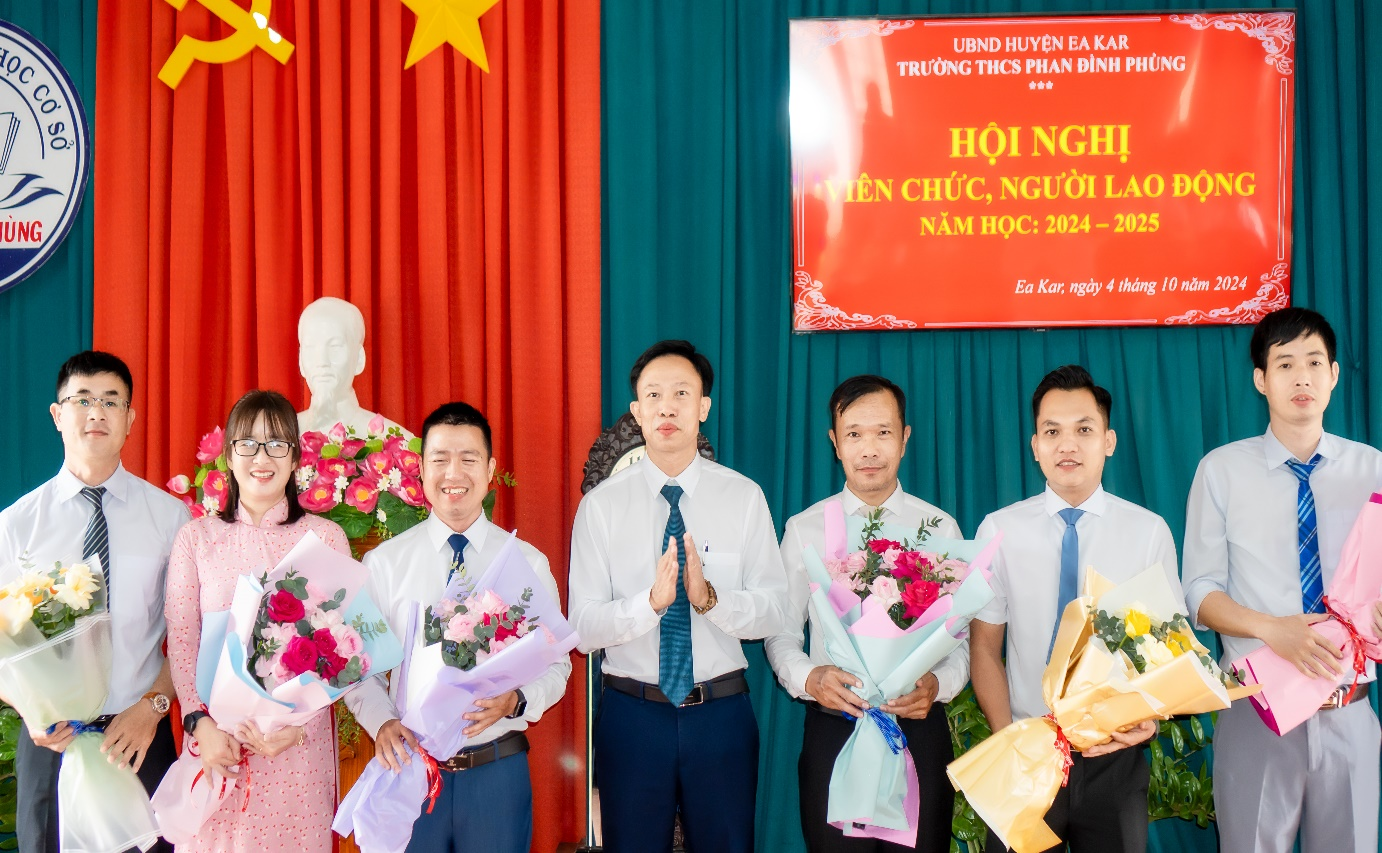 HỌC CƠ SỞ
UBND HUYỆN EA KAR
TRƯỜNG THCS PHAN ĐÌNH PHÙNG
***
HỘI NGHỊ
VIÊN CHỨC, NGƯỜI LAO ĐỘNG
NĂM HỌC: 2024 – 2025
Ea Kar, ngày 4 tháng 10 năm 2024